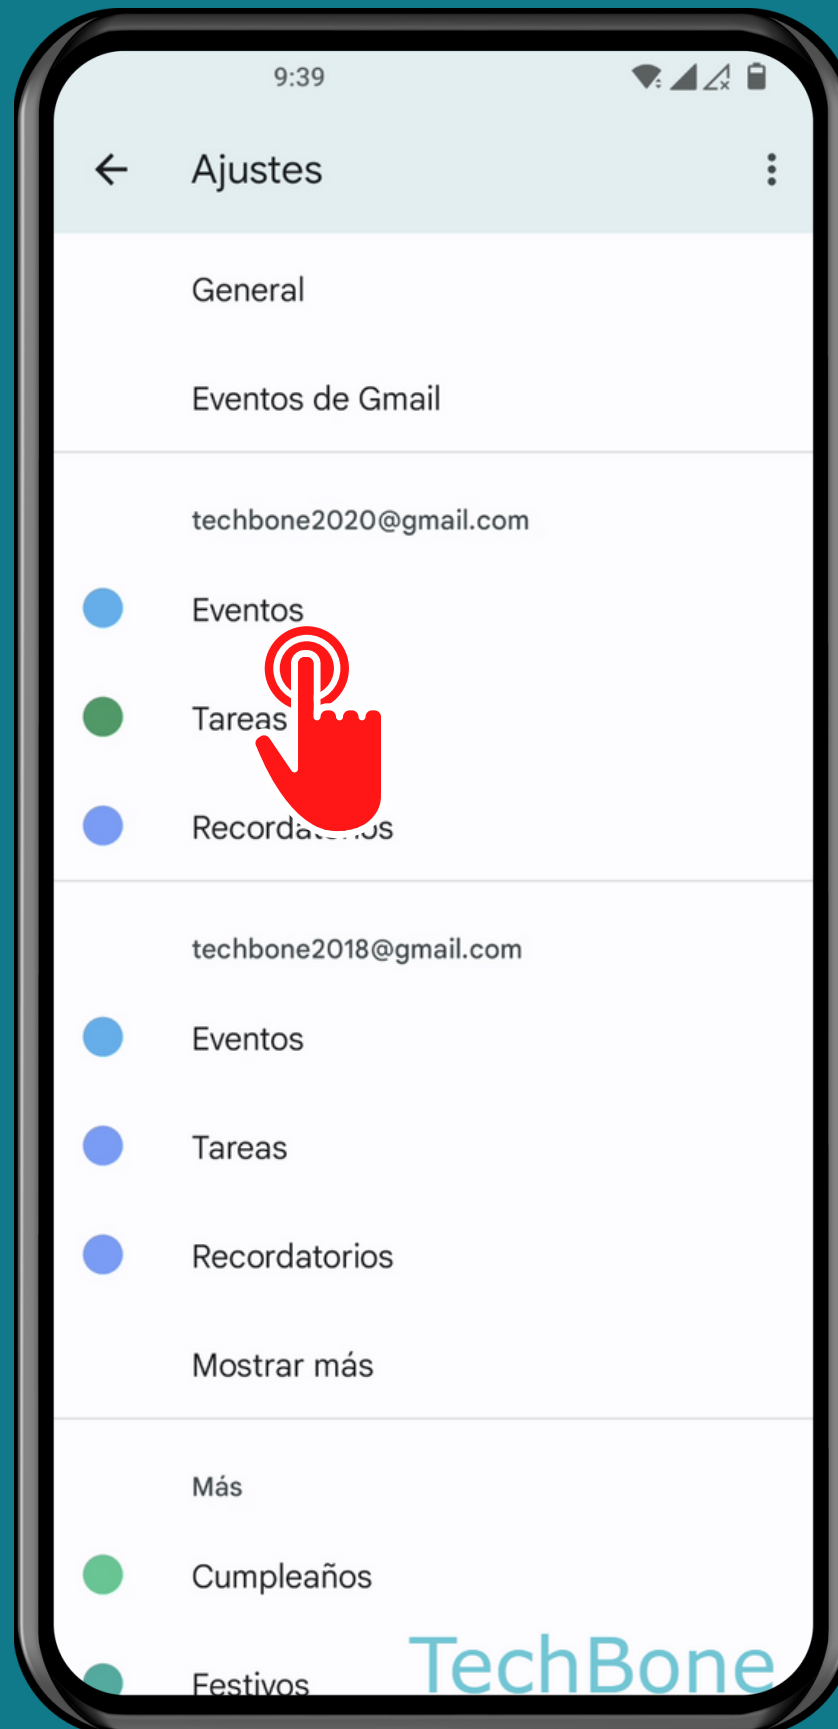 9:39
Ajustes
General
Eventos de Gmail
techbone2020@gmail.com
Eventos
Tareas
Recordatorios
techbone2018@gmail.com
Eventos
Tareas
Recordatorios
Mostrar más
Más
Cumpleaños
Festivos
TechBone